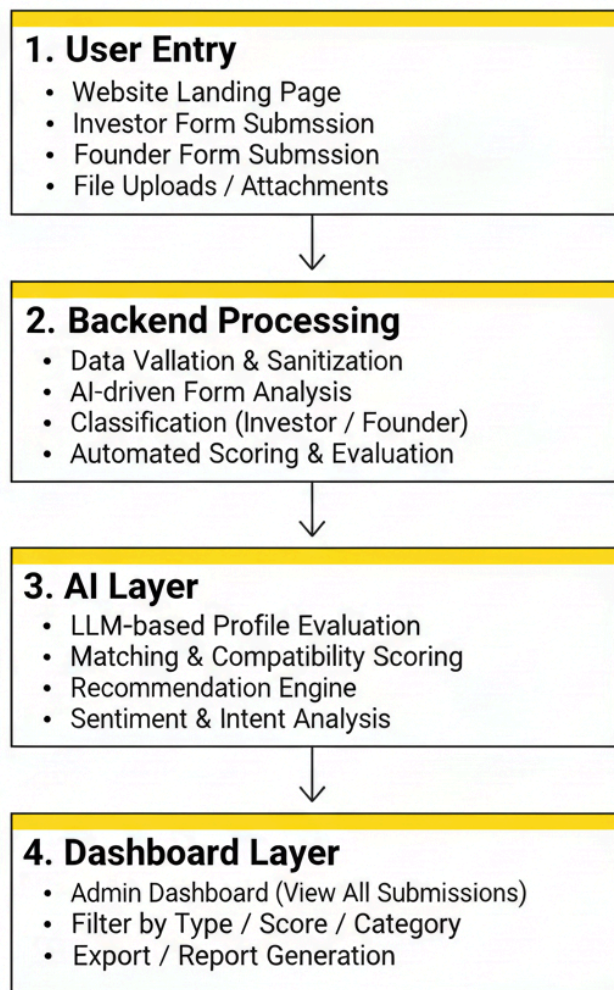 1. User Entry
• Website Landing Page
• Investor Form Submssion
• Founder Form Submssion
• File Uploads / Attachments
2. Backend Processing
• Data Vallation & Sanitization
• AI-driven Form Analysis
• Classification (Investor / Founder)
• Automated Scoring & Evaluation
3. AI Layer
• LLM-based Profile Evaluation
• Matching & Compatibility Scoring
• Recommendation Engine
• Sentiment & Intent Analysis
4. Dashboard Layer
• Admin Dashboard (View All Submissions)
• Filter by Type / Score / Category
• Export / Report Generation